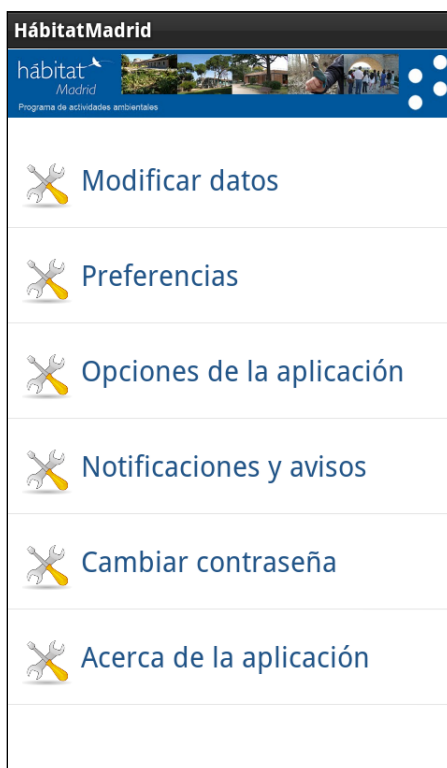 HábitatMadrid
hábitat
Madrid
Programa de actividades ambientales
Modificar datos
Preferencias
Opciones de la aplicación
Notificaciones y avisos
Cambiar contraseña
Acerca de la aplicación